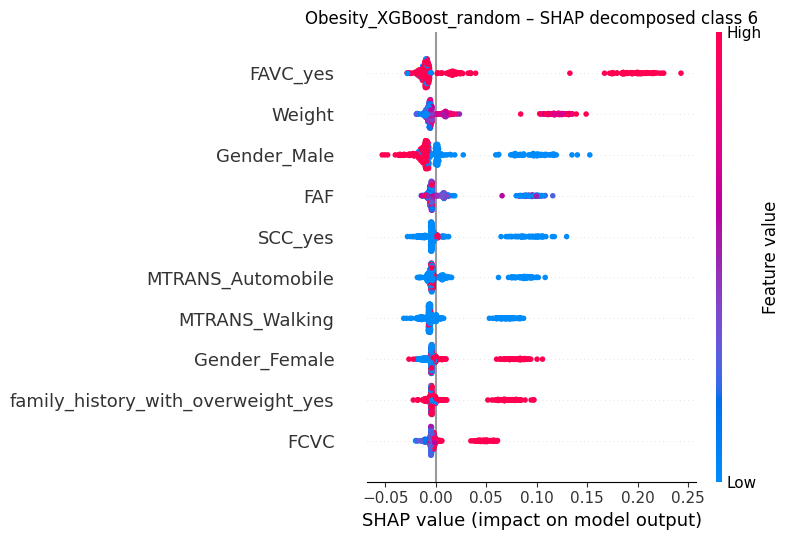 Obesity_XGBoost_random – SHAP decomposed class 6
High
FAVC_yes
Weight
Gender_Male
FAF
SCC_yes
MTRANS_Automobile
MTRANS_Walking
Gender_Female
family_history_with_overweight_yes
FCVC
Feature value
Low
−0.05 0.00 0.05 0.10 0.15 0.20 0.25
SHAP value (impact on model output)